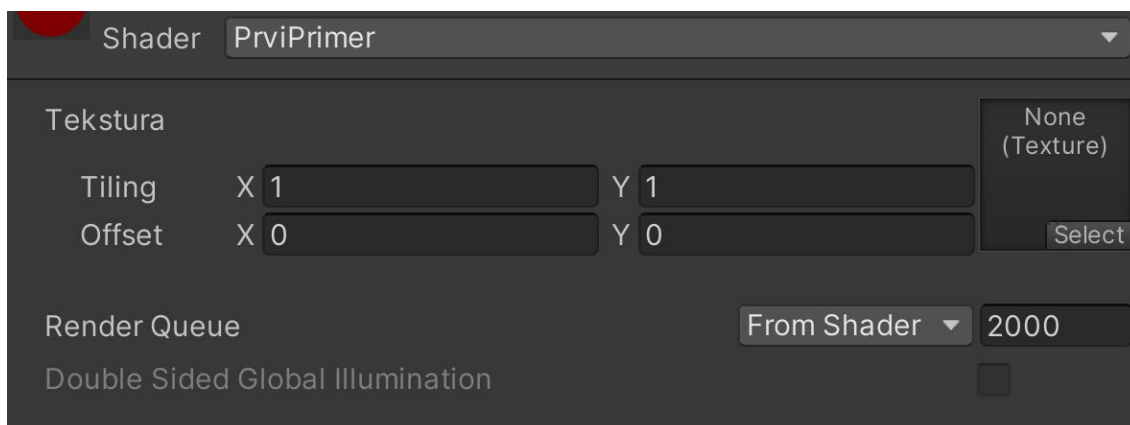 Shader PrviPrimer
Tekstura
None
(Texture)
Tiling X 1 Y 1
Offset X 0 Y 0
Select
Render Queue From Shader 2000
Double Sided Global Illumination